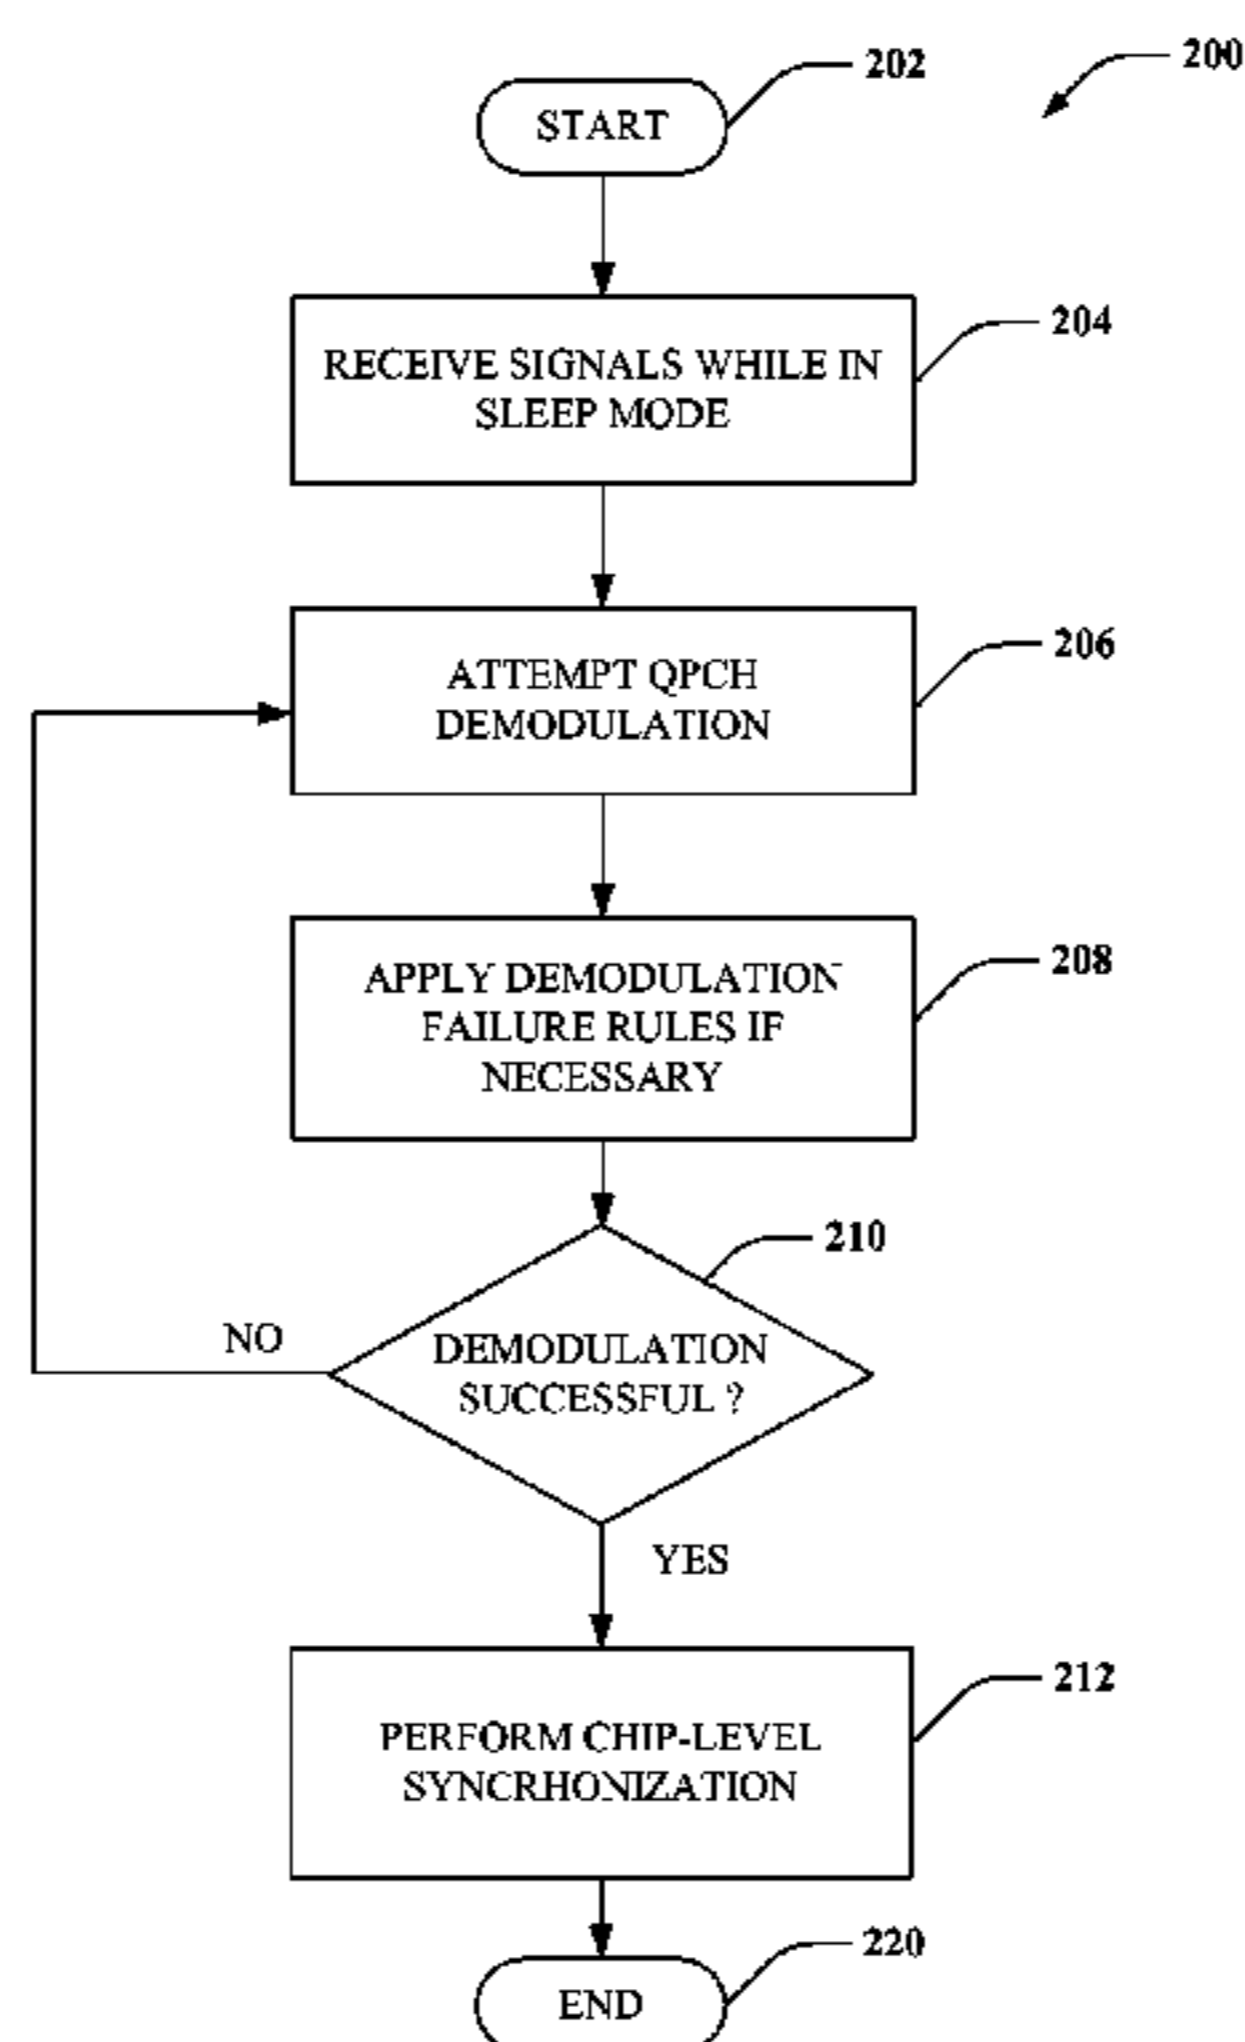 200
202
START
204
RECEIVE SIGNALS WHILE IN
SLEEP MODE
206
ATTEMPT QPCH
DEMODULATION
208
APPLY DEMODULATION
FAILURE RULES IF
NECESSARY
210
DEMODULATION
SUCCESSFUL ?
NO
YES
212
PERFORM CHIP-LEVEL
SYNCRHONIZATION
220
END